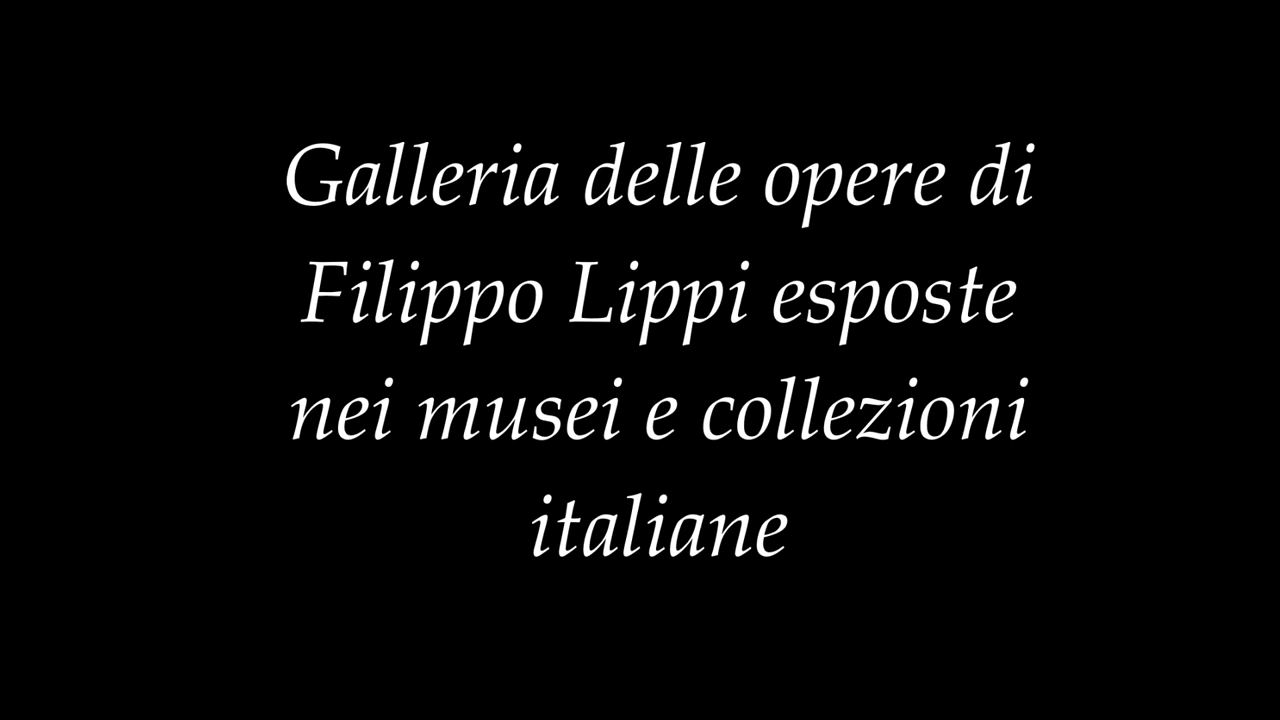 Galleria delle opere di
Filippo Lippi esposte
nei musei e collezioni
italiane